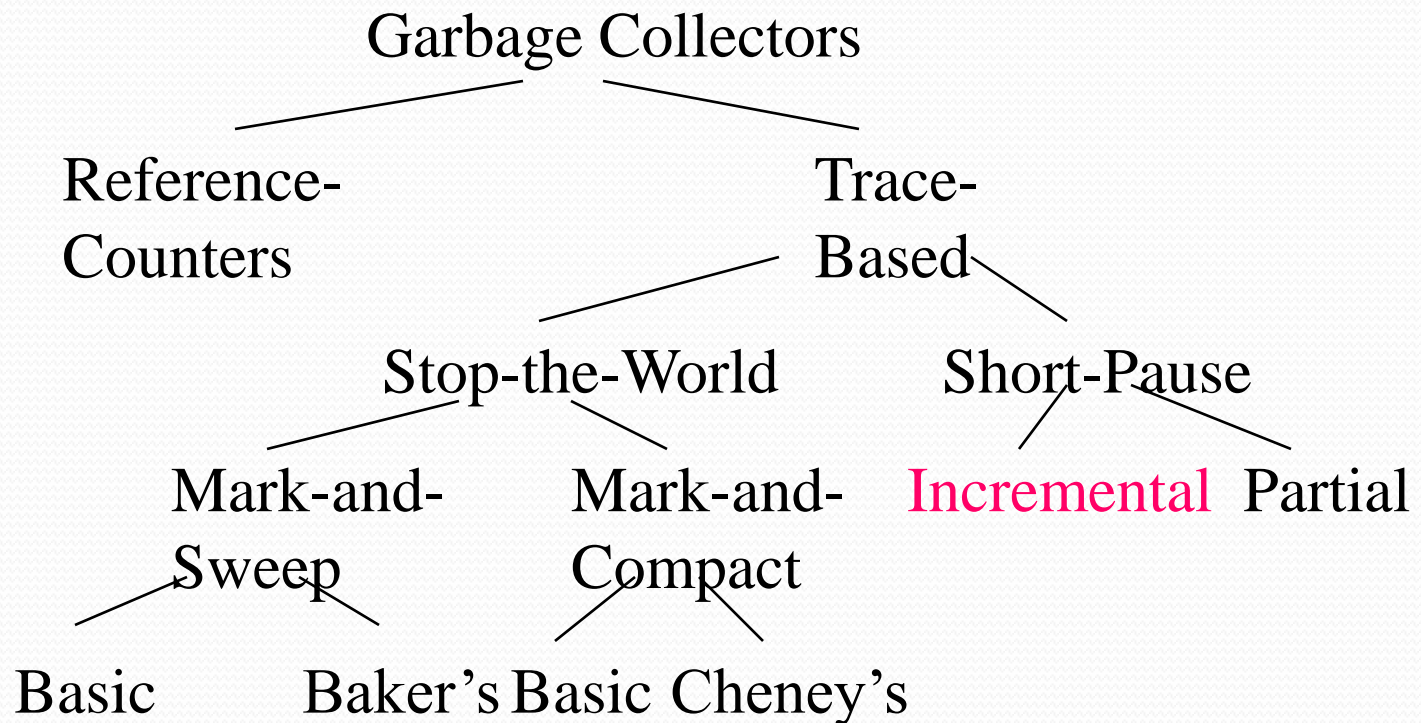 Garbage Collectors
Reference-
Counters
Trace-
Based
Stop-the-World
Short-Pause
Mark-and-
Sweep
Mark-and-
Compact
Incremental
Partial
Basic
Baker’s
Basic
Cheney’s